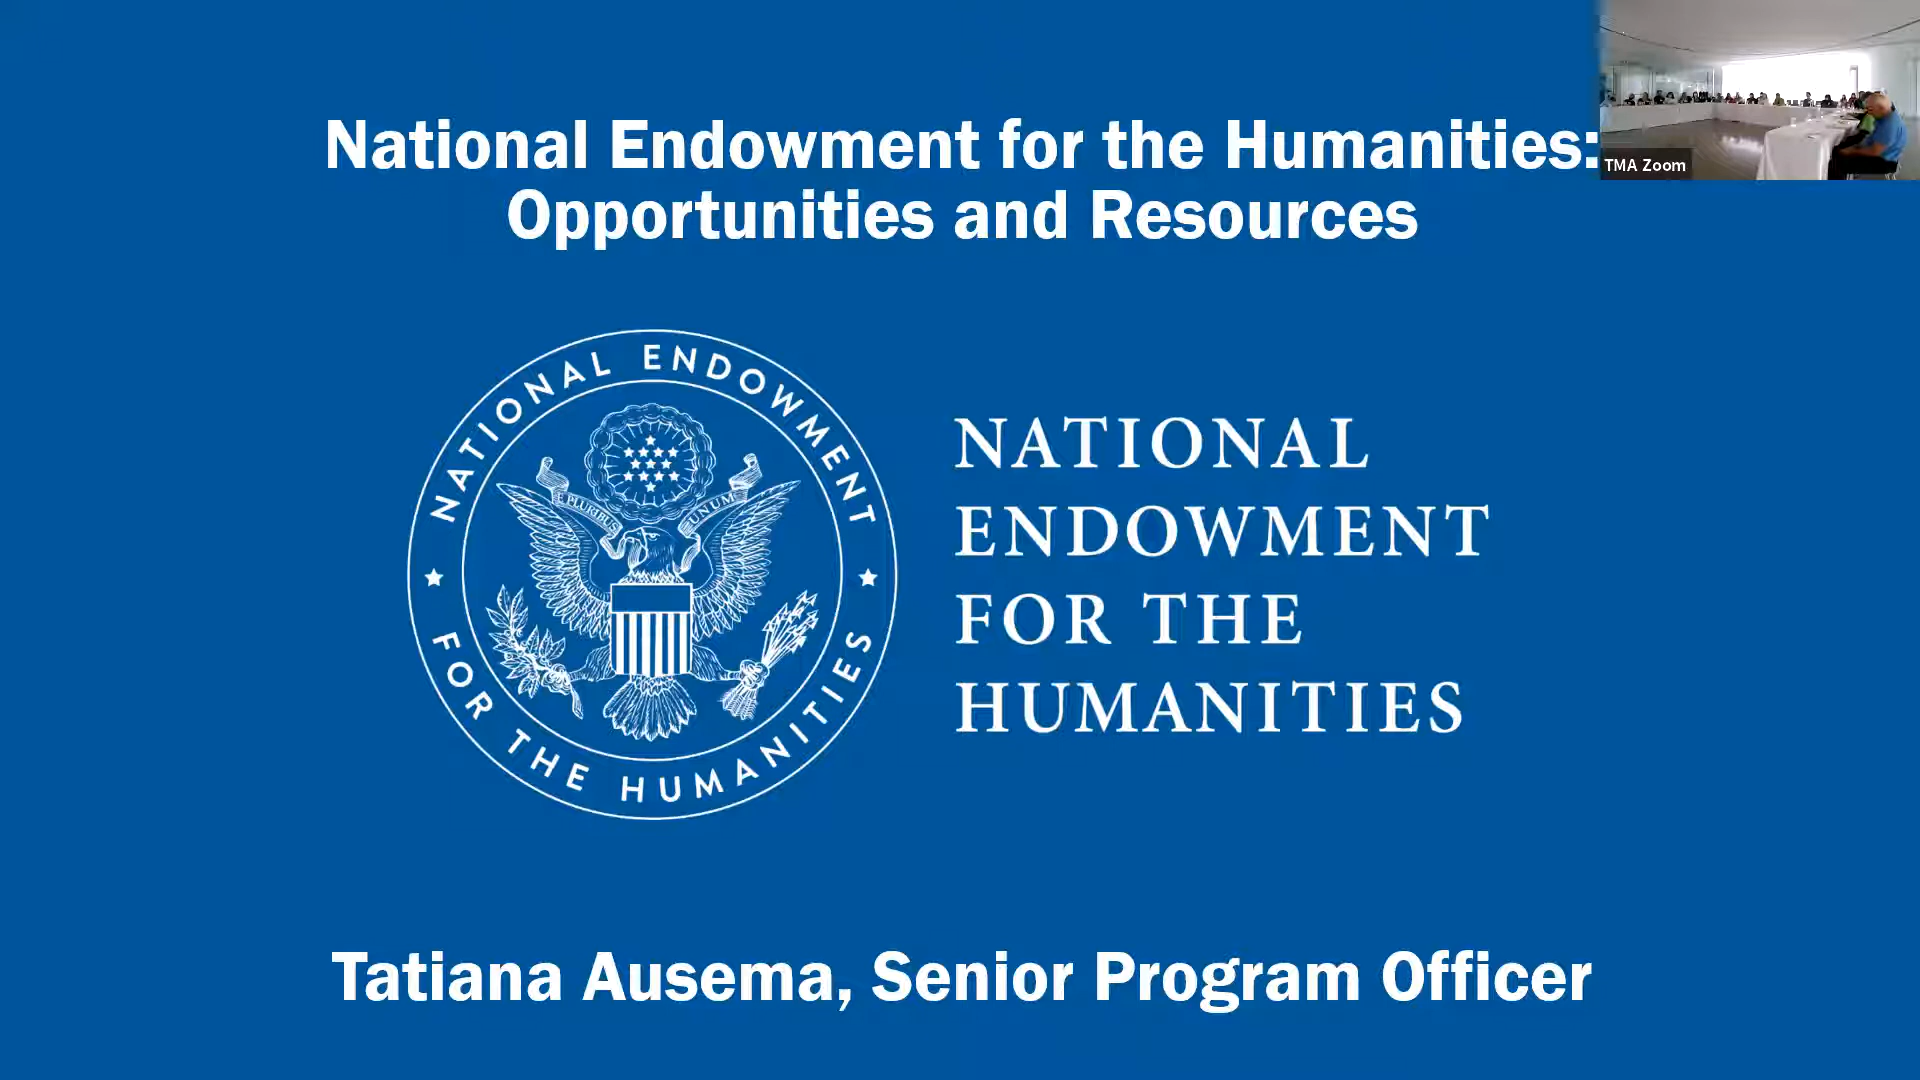 National Endowment for the Humanities:
Opportunities and Resources
TMA Zoom
NATIONAL ENDOWMENT
FOR THE HUMANITIES
E PLURIBUS UNUM
NATIONAL
ENDOWMENT
FOR THE
HUMANITIES
Tatiana Ausema, Senior Program Officer